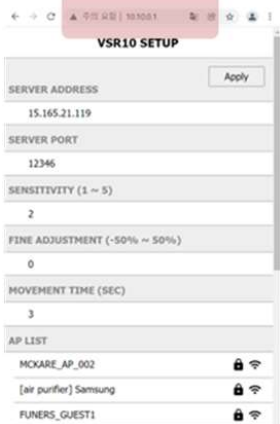 주의 요함 | 10.10.0.1
VSR10 SETUP
Apply
SERVER ADDRESS
15.165.21.119
SERVER PORT
12346
SENSITIVITY (1 ~ 5)
2
FINE ADJUSTMENT (-50% ~ 50%)
0
MOVEMENT TIME (SEC)
3
AP LIST
MCKARE_AP_002
[air purifier] Samsung
FUNERS_GUEST1